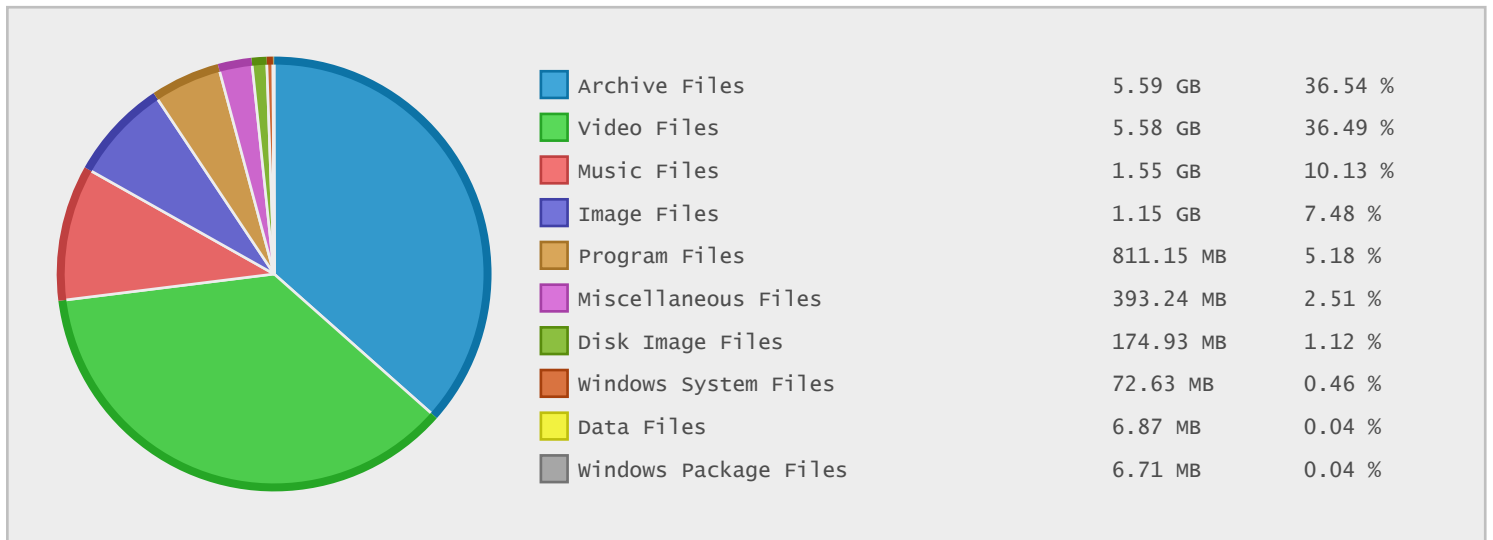 Archive Files 5.59 GB 36.54 %
Video Files 5.58 GB 36.49 %
Music Files 1.55 GB 10.13 %
Image Files 1.15 GB 7.48 %
Program Files 811.15 MB 5.18 %
Miscellaneous Files 393.24 MB 2.51 %
Disk Image Files 174.93 MB 1.12 %
Windows System Files 72.63 MB 0.46 %
Data Files 6.87 MB 0.04 %
Windows Package Files 6.71 MB 0.04 %